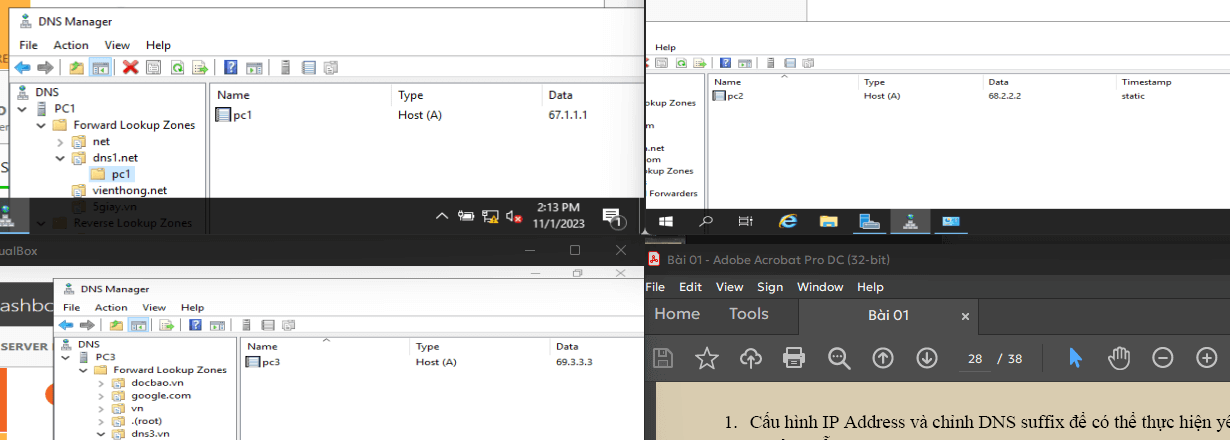 DNS Manager
File Action View Help
DNS
PC1
Forward Lookup Zones
net
dns1.net
pc1
vienthong.net
5giay.vn
Reverse Lookup Zones
Name Type Data
pc1 Host (A) 67.1.1.1
2:13 PM
11/1/2023
1
Help
Name Type Data Timestamp
pc2 Host (A) 68.2.2.2 static
okup Zones
.net
om
kup Zones
Forwarders
ualBox
ashbo
SERVER
DNS Manager
File Action View Help
DNS
PC3
Forward Lookup Zones
docbao.vn
google.com
vn
.(root)
dns3.vn
Name Type Data
pc3 Host (A) 69.3.3.3
Bài 01 - Adobe Acrobat Pro DC (32-bit)
File Edit View Sign Window Help
Home Tools Bài 01 ×
28 / 38
1. Cấu hình IP Address và chỉnh DNS suffix để có thể thực hiện yê